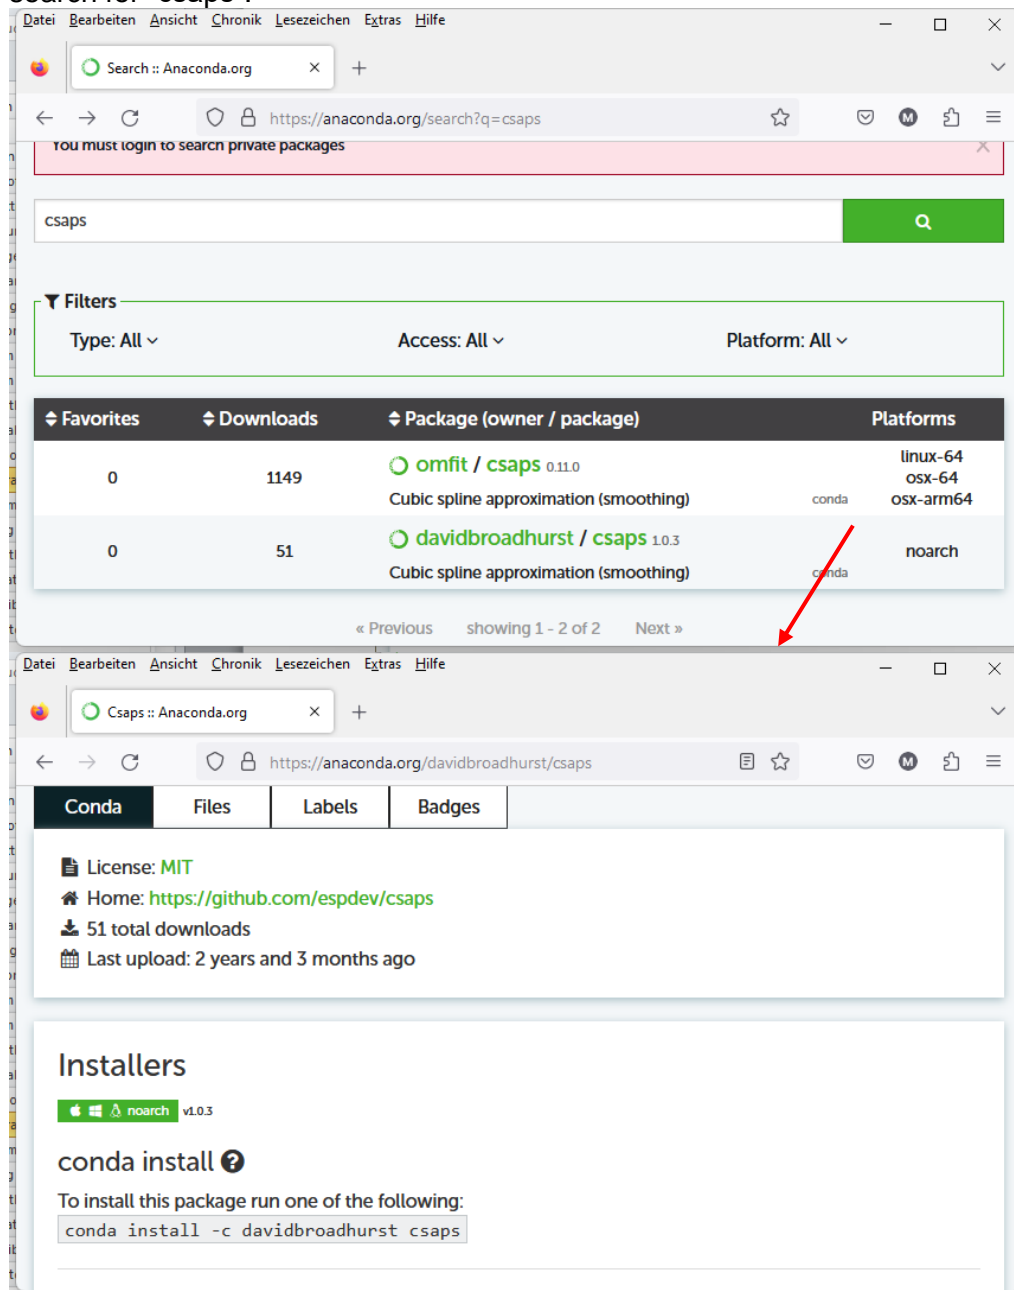 search for "csaps".
Datei Bearbeiten Ansicht Chronik Lesezeichen Extras Hilfe
Search :: Anaconda.org
https://anaconda.org/search?q=csaps
You must login to search private packages
csaps
Filters
Type: All Access: All Platform: All
Favorites Downloads Package (owner / package) Platforms
0 1149 omfit / csaps 0.11.0 linux-64
osx-64
Cubic spline approximation (smoothing) conda osx-arm64
0 51 davidbroadhurst / csaps 1.0.3 noarch
Cubic spline approximation (smoothing) conda
« Previous showing 1 - 2 of 2 Next »
Datei Bearbeiten Ansicht Chronik Lesezeichen Extras Hilfe
Csaps :: Anaconda.org
https://anaconda.org/davidbroadhurst/csaps
Conda Files Labels Badges
License: MIT
Home: https://github.com/espdev/csaps
51 total downloads
Last upload: 2 years and 3 months ago
Installers
noarch v1.0.3
conda install
To install this package run one of the following:
conda install -c davidbroadhurst csaps